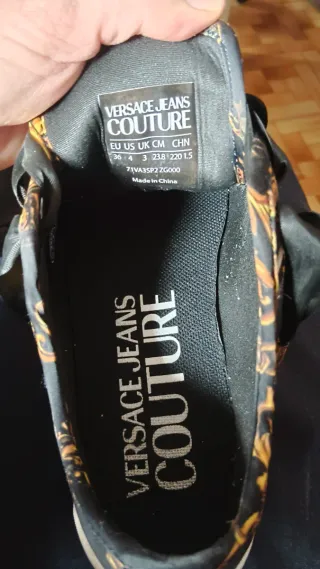 VERSACE JEANS
COUTURE
EU US UK CM CHN
36 4 3 23.8 220 1.5
71VA3SP2 ZG000
Made in China
VERSACE JEANS
COUTURE